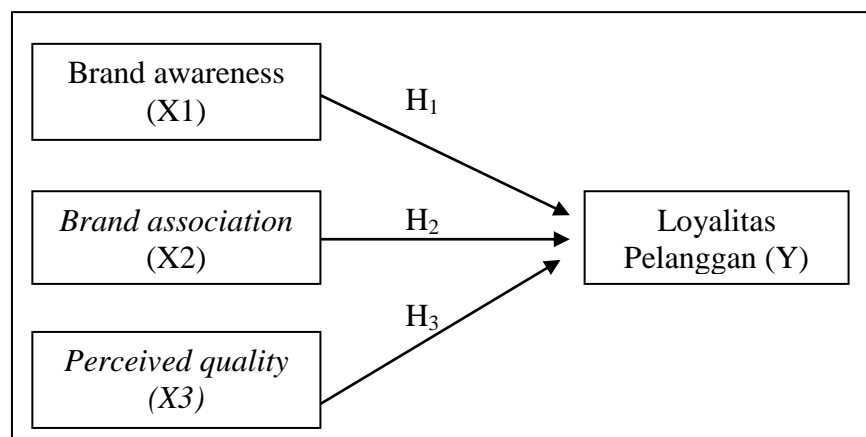 Brand awareness
(X1)
H₁
Brand association
(X2)
H₂
Loyalitas
Pelanggan (Y)
H₃
Perceived quality
(X3)